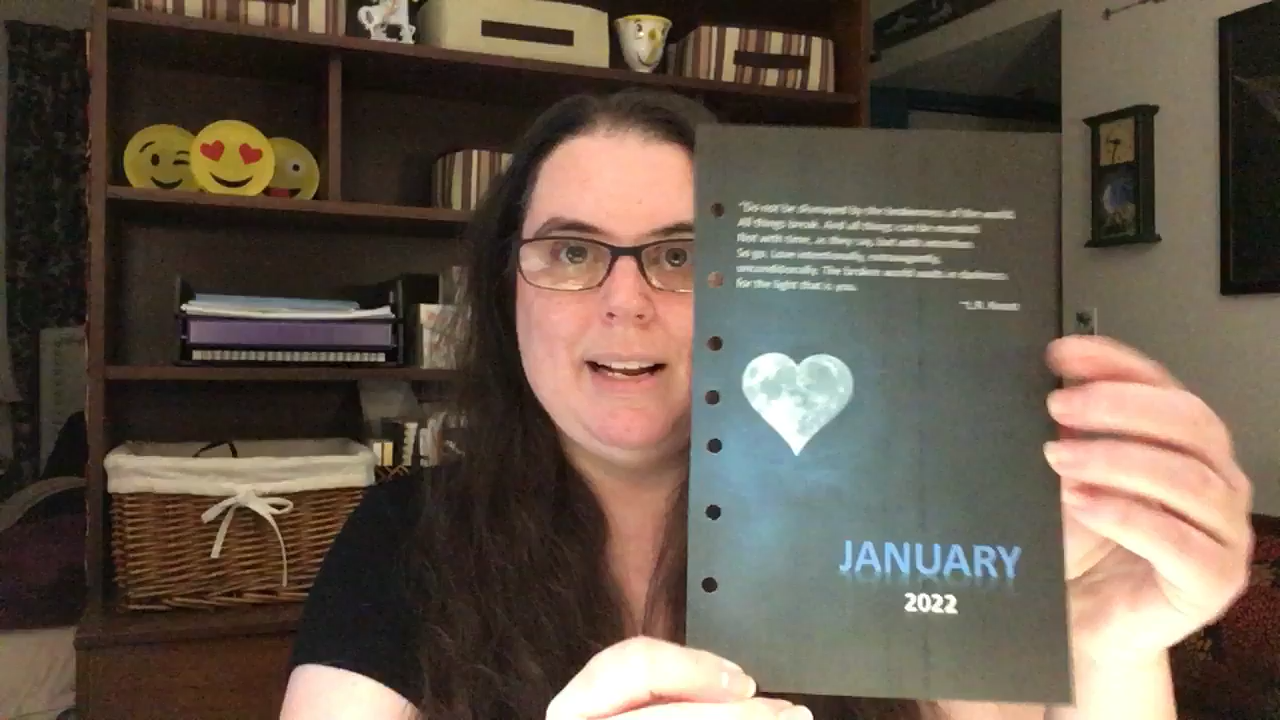 "Do not be dismayed by the brokenness of the world.
All things break. And all things can be mended.
Not with time, as they say, but with intention.
So go. Love intentionally, extravagantly,
unconditionally. The broken world waits in darkness
for the light that is you.
~L.R. Knost
JANUARY
2022